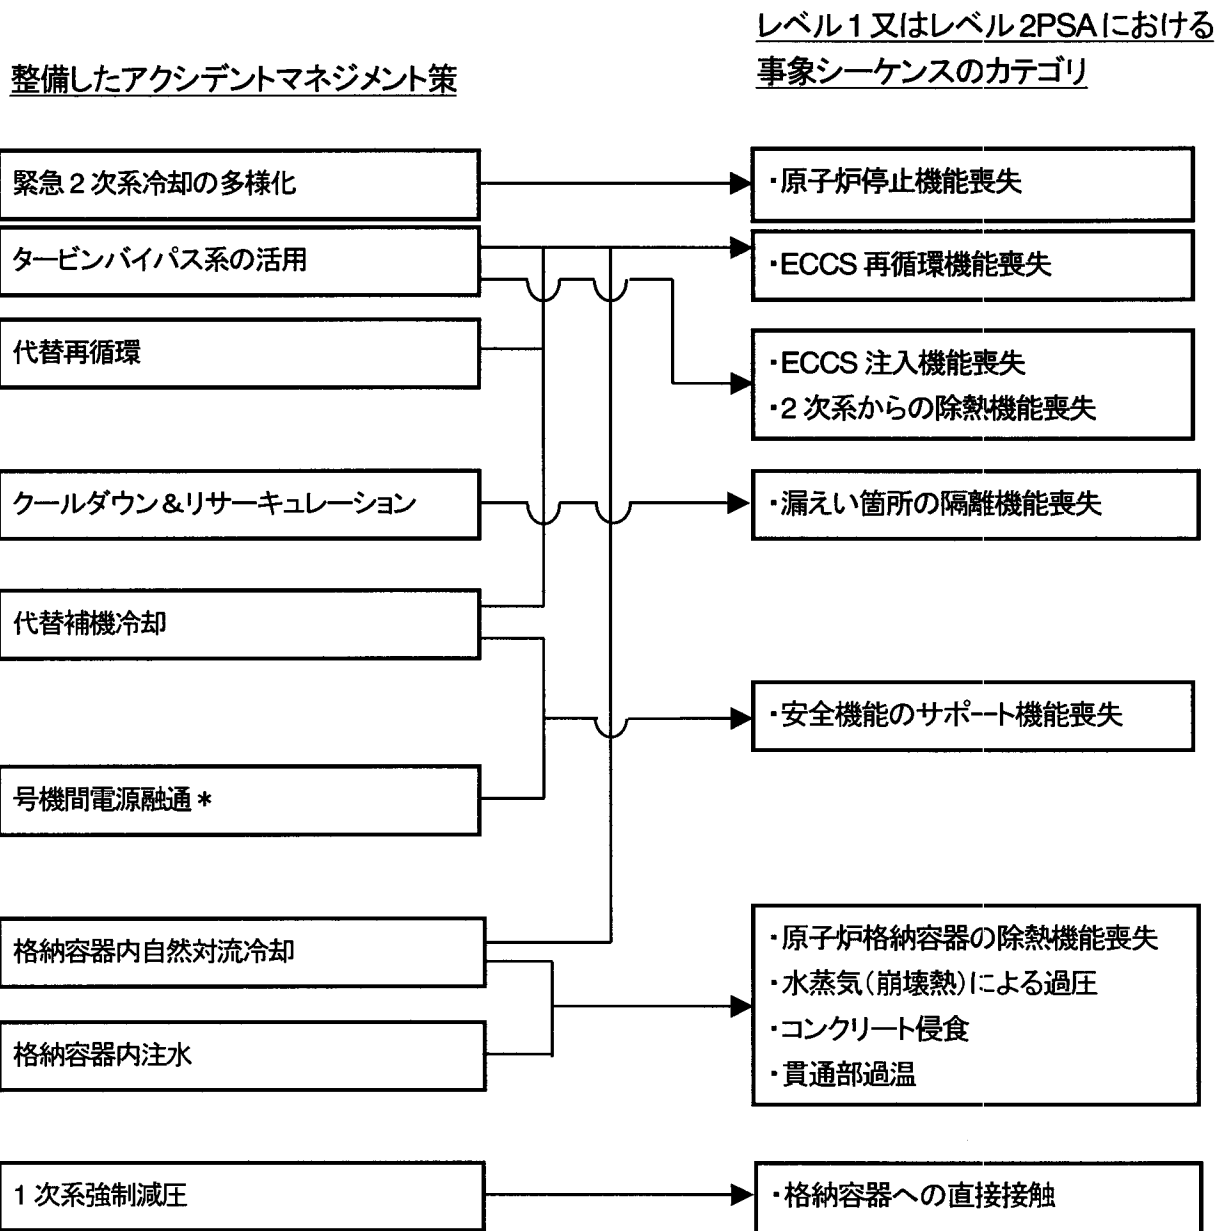 整備したアクシデントマネジメント策
レベル1又はレベル2PSAにおける
事象シーケンスのカテゴリ
緊急2次系冷却の多様化
タービンバイパス系の活用
代替再循環
クールダウン&リサーキュレーション
代替補機冷却
号機間電源融通*
格納容器内自然対流冷却
格納容器内注水
1次系強制減圧
・原子炉停止機能喪失
・ECCS再循環機能喪失
・ECCS注入機能喪失
・2次系からの除熱機能喪失
・漏えい箇所の隔離機能喪失
・安全機能のサポート機能喪失
・原子炉格納容器の除熱機能喪失
・水蒸気(崩壊熱)による過圧
・コンクリート侵食
・貫通部過温
・格納容器への直接接触